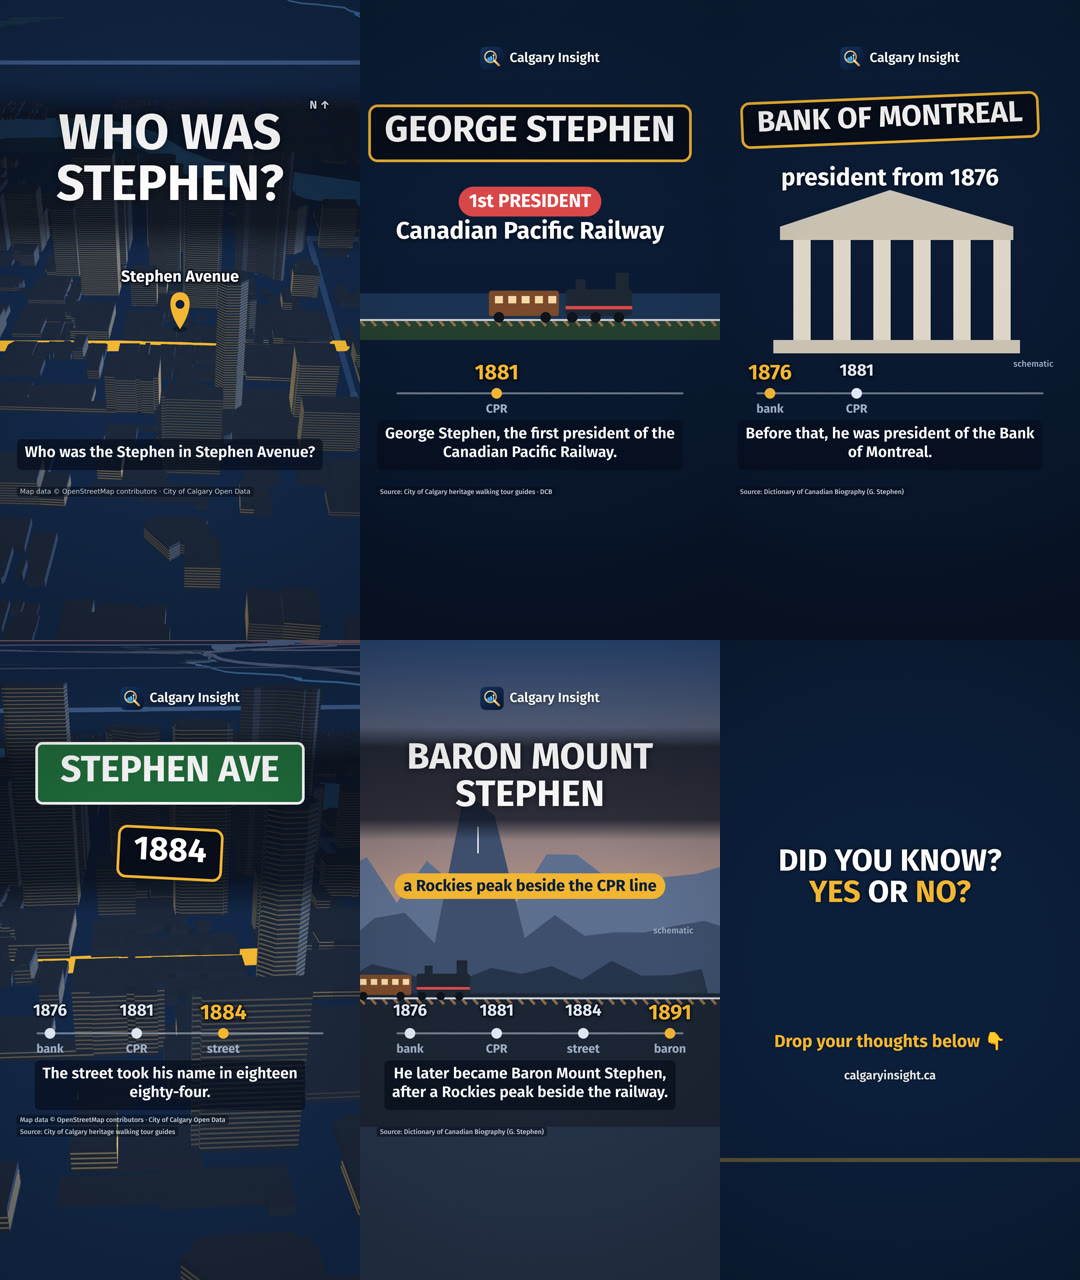 N ↑
WHO WAS
STEPHEN?
Stephen Avenue
Who was the Stephen in Stephen Avenue?
Map data © OpenStreetMap contributors · City of Calgary Open Data
Calgary Insight
GEORGE STEPHEN
1st PRESIDENT
Canadian Pacific Railway
1881
CPR
George Stephen, the first president of the
Canadian Pacific Railway.
Source: City of Calgary heritage walking tour guides · DCB
Calgary Insight
BANK OF MONTREAL
president from 1876
schematic
1876 1881
bank CPR
Before that, he was president of the Bank
of Montreal.
Source: Dictionary of Canadian Biography (G. Stephen)
Calgary Insight
STEPHEN AVE
1884
1876 1881 1884
bank CPR street
The street took his name in eighteen
eighty-four.
Map data © OpenStreetMap contributors · City of Calgary Open Data
Source: City of Calgary heritage walking tour guides
Calgary Insight
BARON MOUNT
STEPHEN
a Rockies peak beside the CPR line
schematic
1876 1881 1884 1891
bank CPR street baron
He later became Baron Mount Stephen,
after a Rockies peak beside the railway.
Source: Dictionary of Canadian Biography (G. Stephen)
DID YOU KNOW?
YES OR NO?
Drop your thoughts below 👇
calgaryinsight.ca